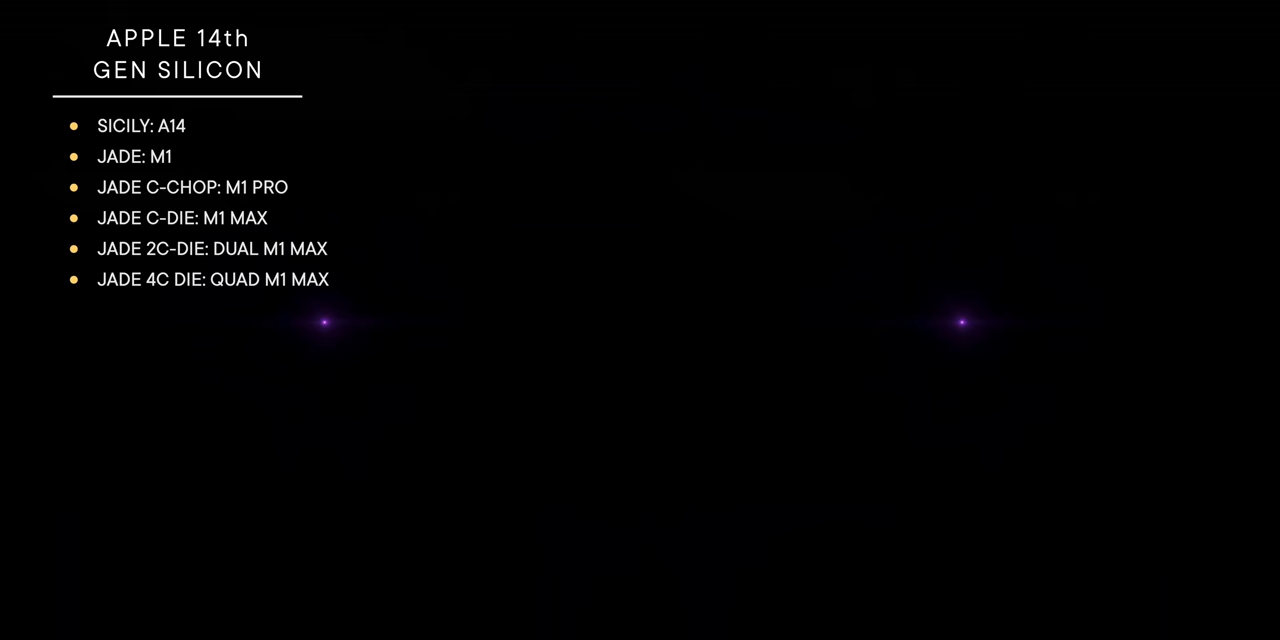 APPLE 14th
GEN SILICON
SICILY: A14
JADE: M1
JADE C-CHOP: M1 PRO
JADE C-DIE: M1 MAX
JADE 2C-DIE: DUAL M1 MAX
JADE 4C DIE: QUAD M1 MAX